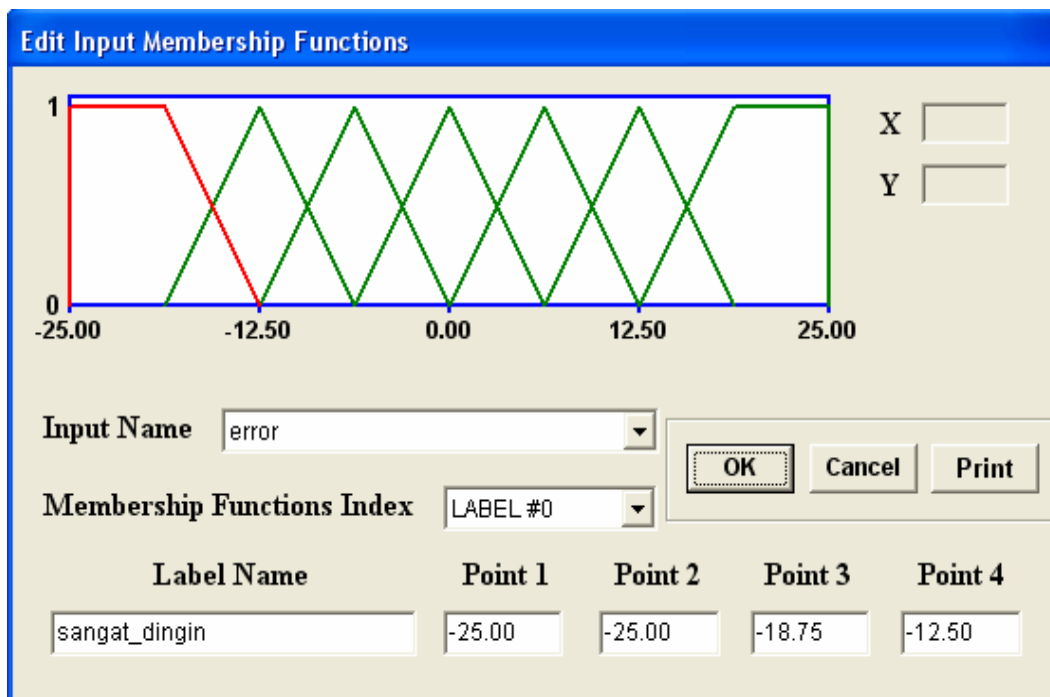 Edit Input Membership Functions
1
0
-25.00 -12.50 0.00 12.50 25.00
X
Y
Input Name error
OK Cancel Print
Membership Functions Index LABEL #0
Label Name Point 1 Point 2 Point 3 Point 4
sangat_dingin -25.00 -25.00 -18.75 -12.50